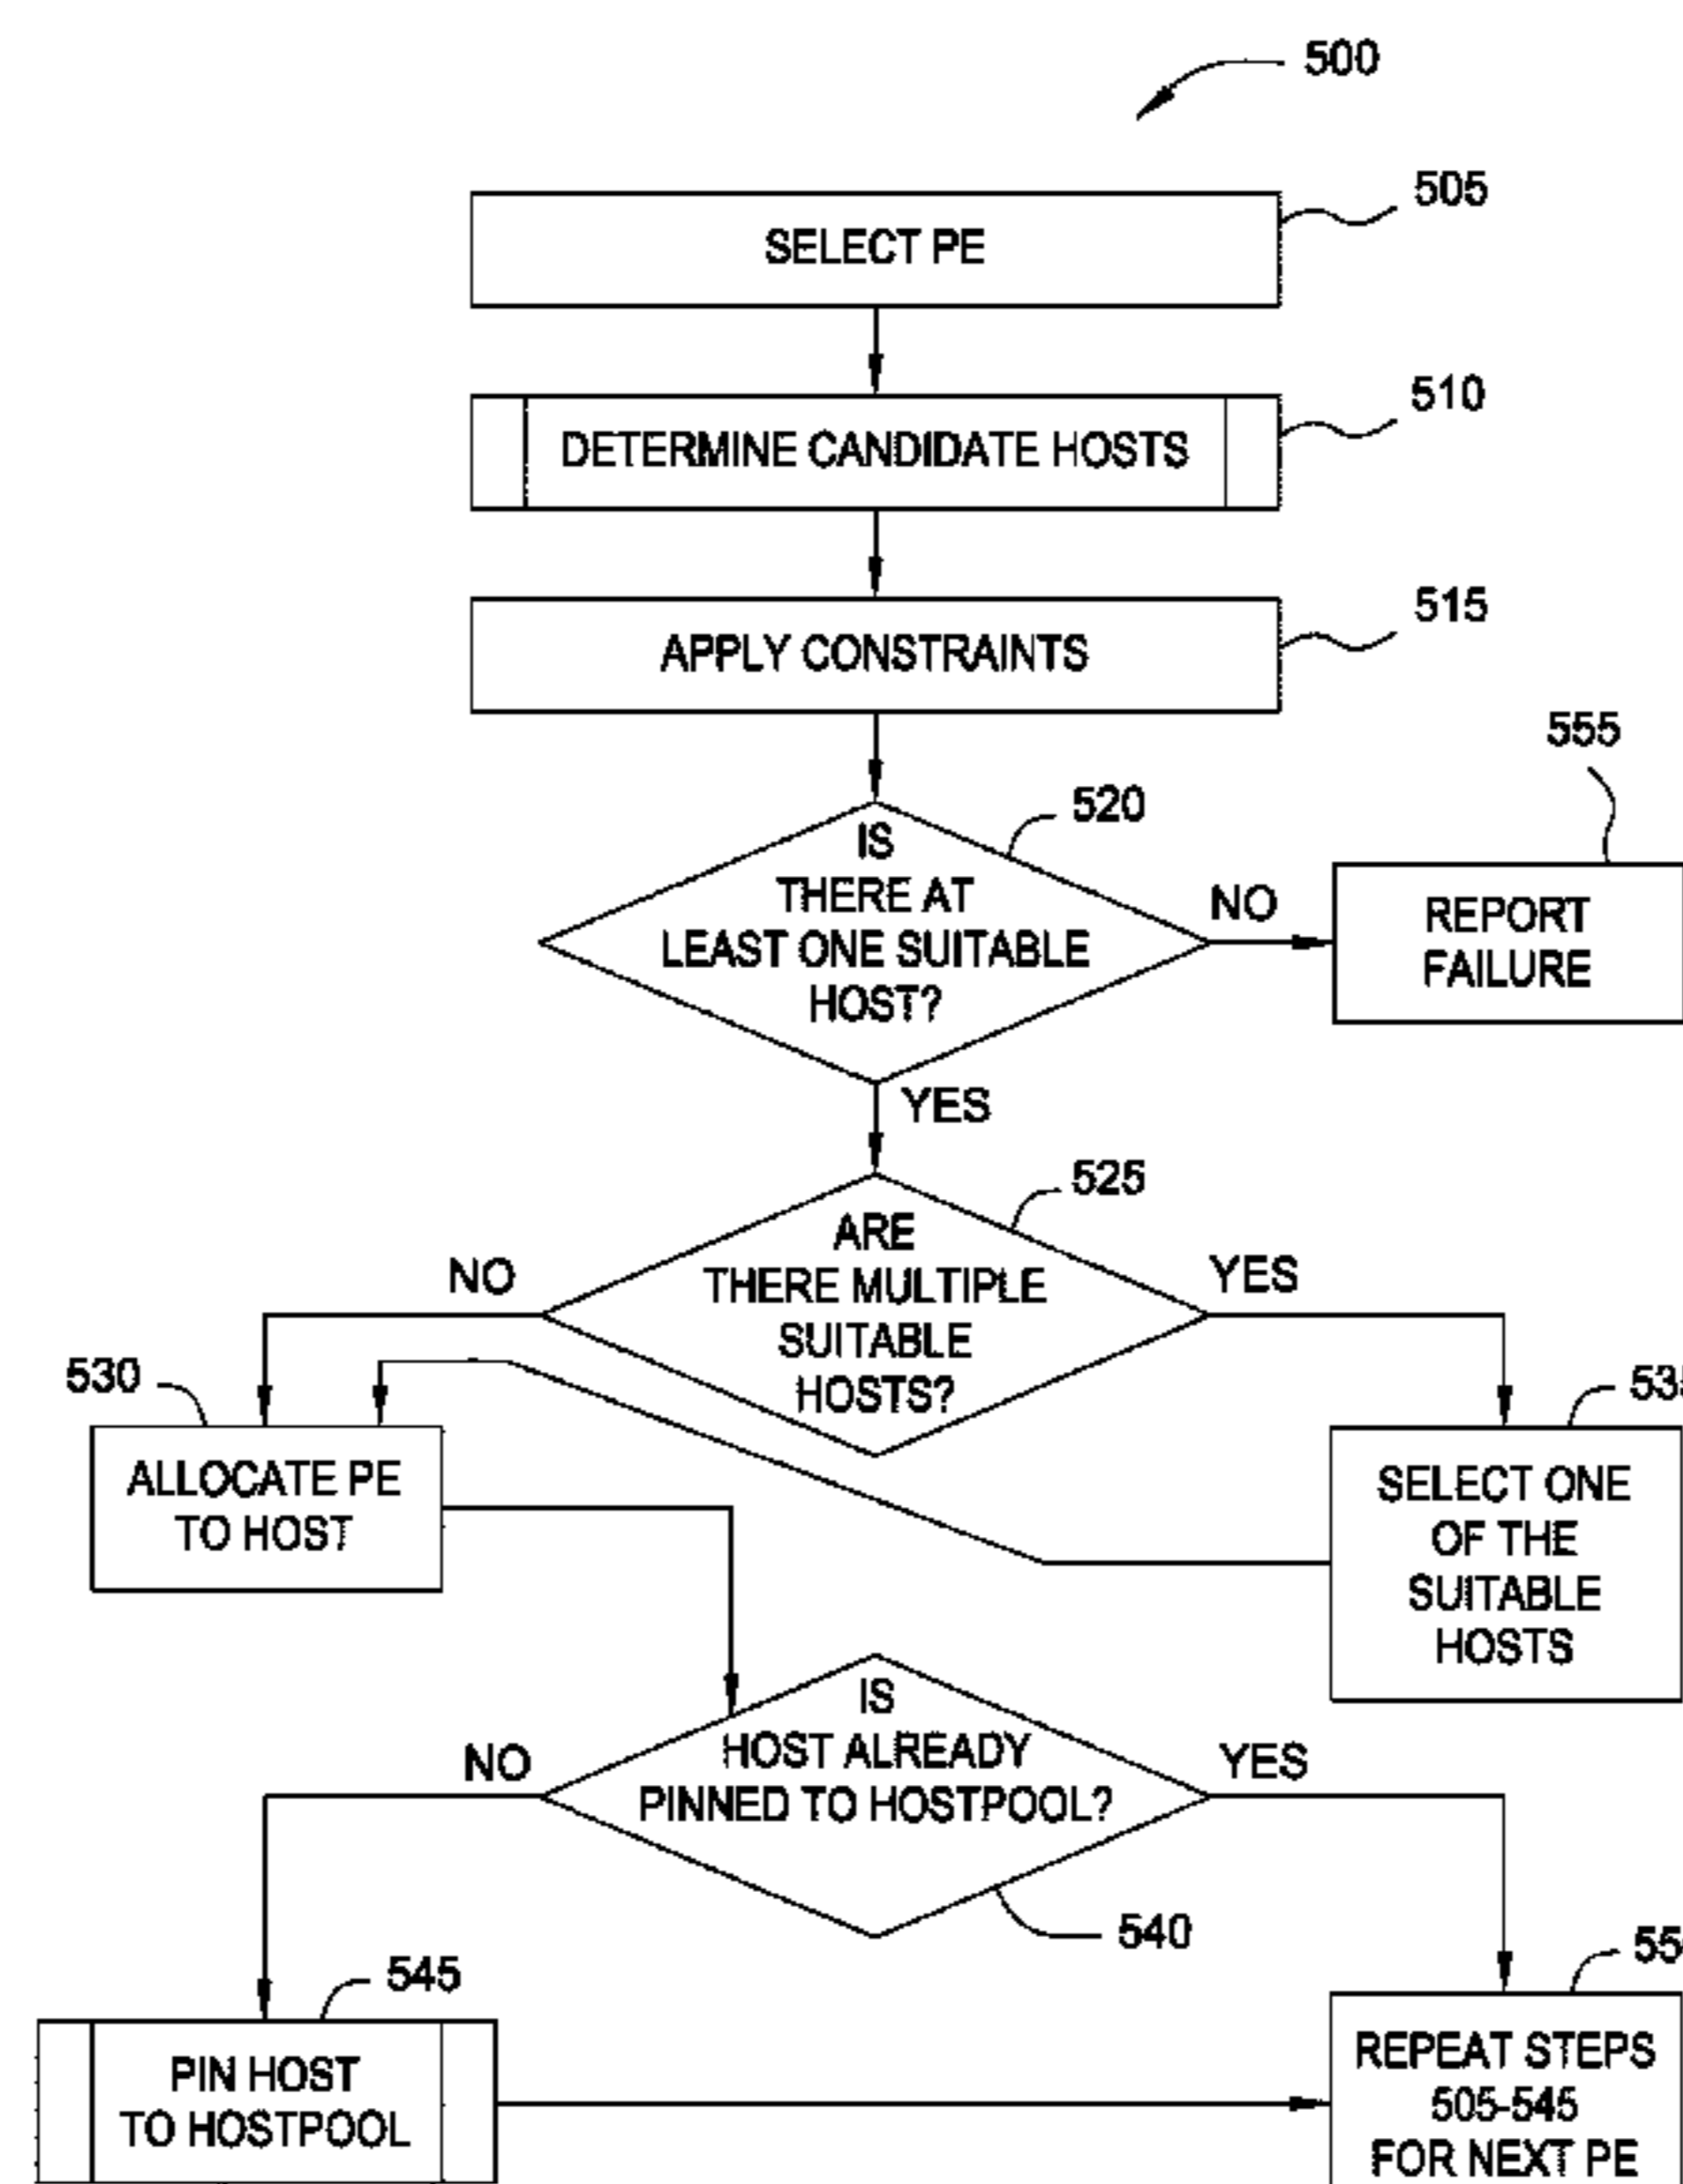 500
505
SELECT PE
510
DETERMINE CANDIDATE HOSTS
515
APPLY CONSTRAINTS
555
520
IS
THERE AT
LEAST ONE SUITABLE
HOST?
NO
REPORT
FAILURE
YES
525
ARE
THERE MULTIPLE
SUITABLE
HOSTS?
NO
YES
530
ALLOCATE PE
TO HOST
SELECT ONE
OF THE
SUITABLE
HOSTS
IS
HOST ALREADY
PINNED TO HOSTPOOL?
NO
YES
540
545
PIN HOST
TO HOSTPOOL
REPEAT STEPS
505-545
FOR NEXT PE